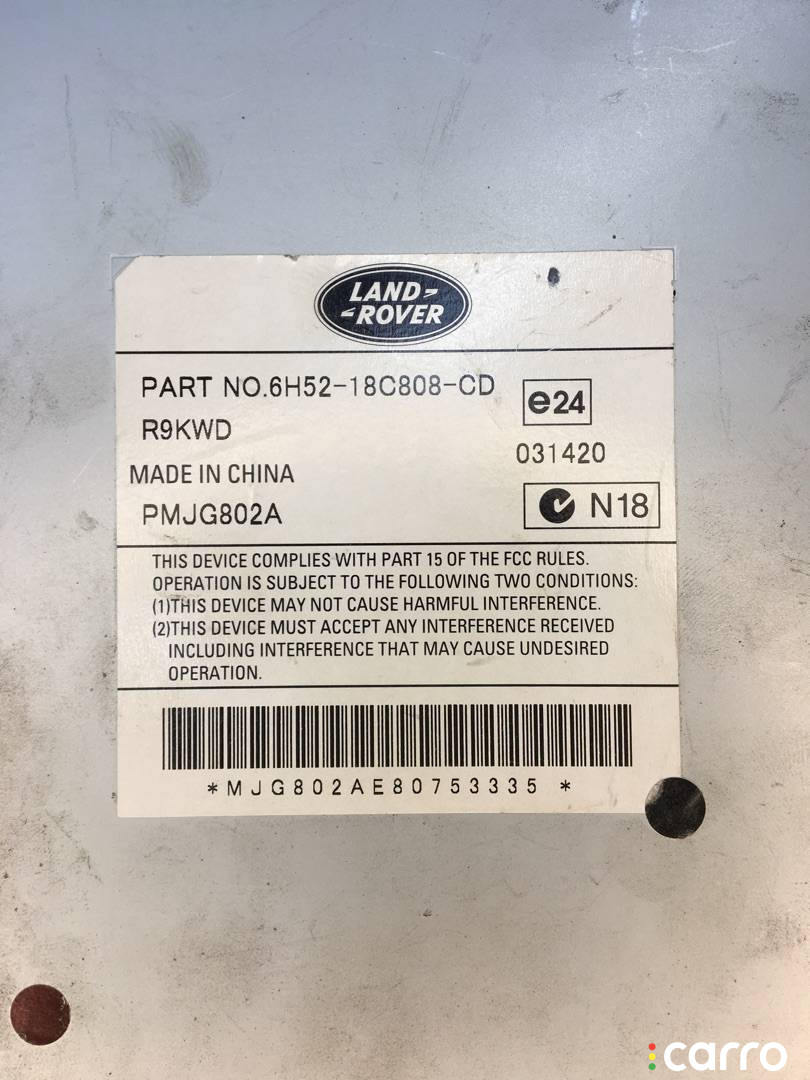 LAND-
-ROVER
PART NO.6H52-18C808-CD
e24
R9KWD
031420
MADE IN CHINA
PMJG802A
N18
THIS DEVICE COMPLIES WITH PART 15 OF THE FCC RULES.
OPERATION IS SUBJECT TO THE FOLLOWING TWO CONDITIONS:
(1)THIS DEVICE MAY NOT CAUSE HARMFUL INTERFERENCE.
(2)THIS DEVICE MUST ACCEPT ANY INTERFERENCE RECEIVED
INCLUDING INTERFERENCE THAT MAY CAUSE UNDESIRED
OPERATION.
*MJG802AE80753335 *
carro